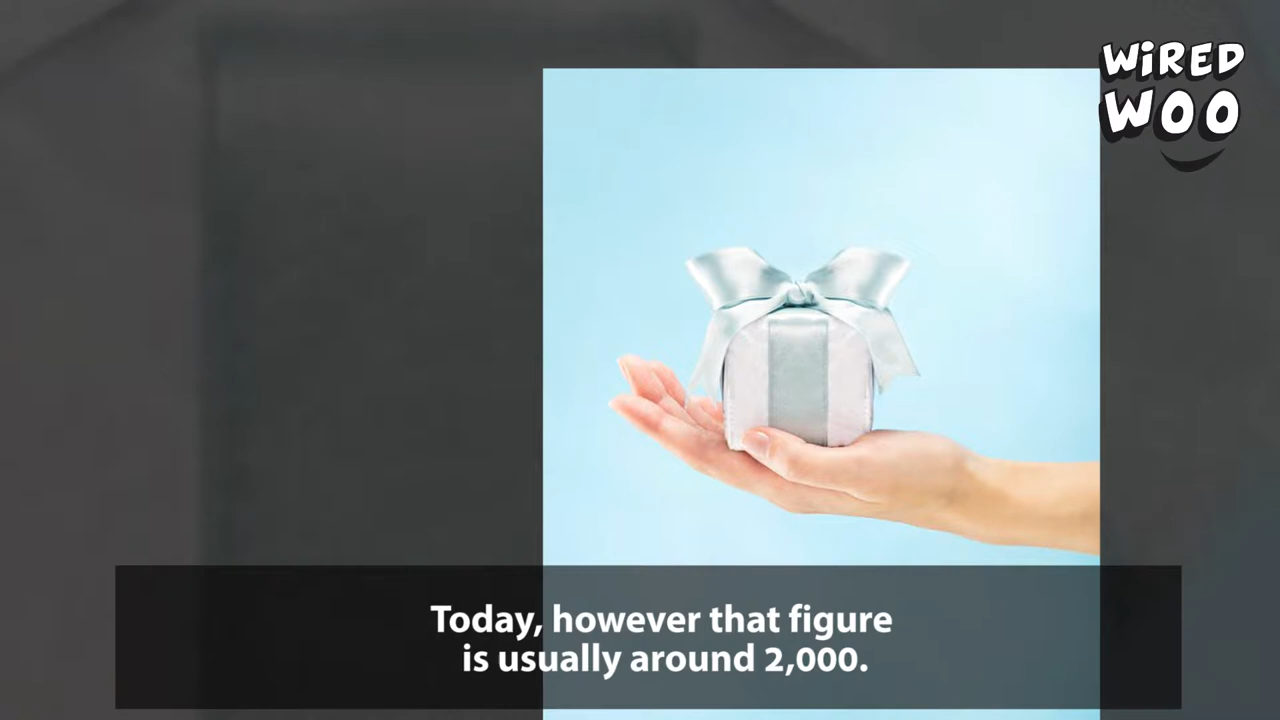 WiRED
WOO
Today, however that figure
is usually around 2,000.